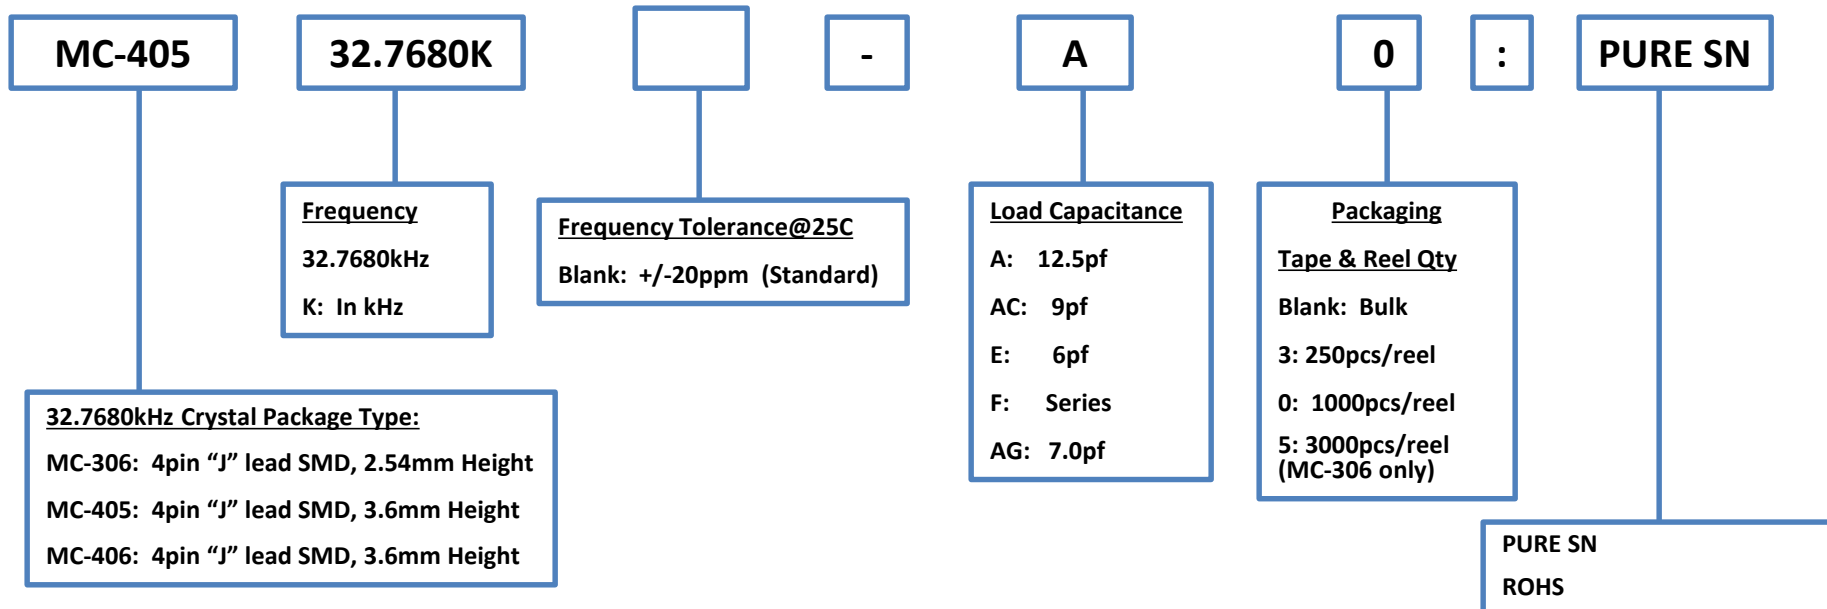 MC-405 32.7680K - A 0 : PURE SN
Frequency
32.7680kHz
K: In kHz
Frequency Tolerance@25C
Blank: +/-20ppm (Standard)
Load Capacitance
A: 12.5pf
AC: 9pf
E: 6pf
F: Series
AG: 7.0pf
Packaging
Tape & Reel Qty
Blank: Bulk
3: 250pcs/reel
0: 1000pcs/reel
5: 3000pcs/reel
(MC-306 only)
32.7680kHz Crystal Package Type:
MC-306: 4pin “J” lead SMD, 2.54mm Height
MC-405: 4pin “J” lead SMD, 3.6mm Height
MC-406: 4pin “J” lead SMD, 3.6mm Height
PURE SN
ROHS